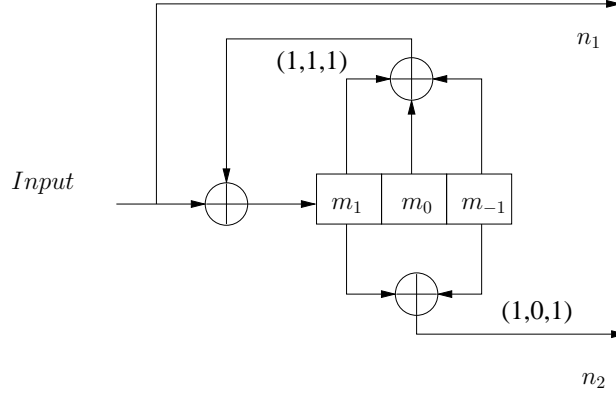 n₁
(1,1,1)
Input
m₁ m₀ m₋₁
(1,0,1)
n₂